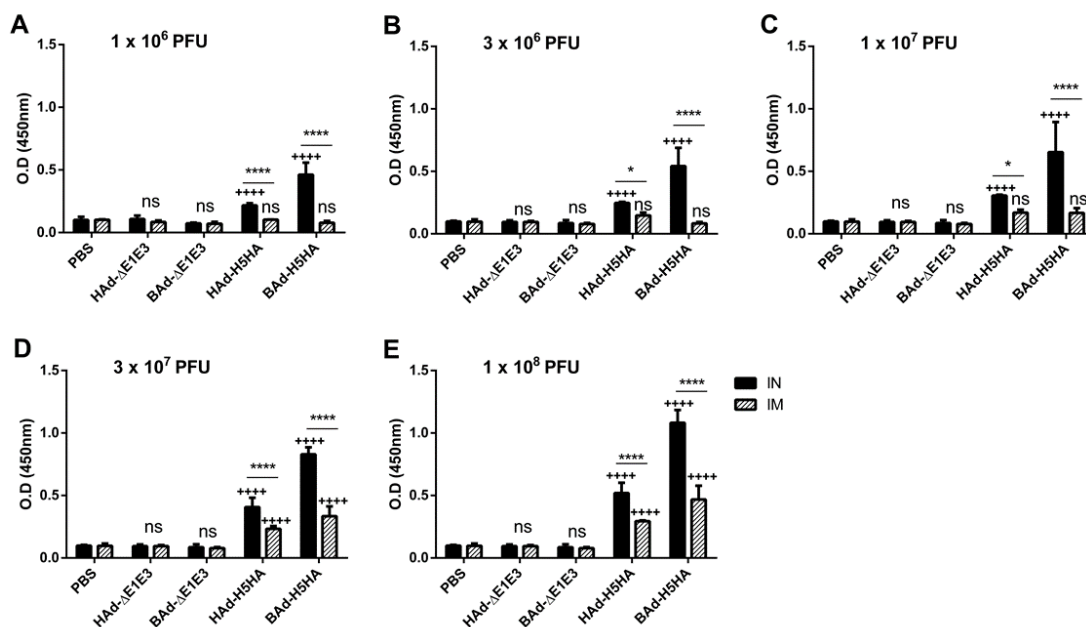 A
1 x 10⁶ PFU
O.D (450nm)
1.5
1.0
0.5
0.0
ns
ns
****
++++
ns
****
++++
ns
PBS
HAd-ΔE1E3
BAd-ΔE1E3
HAd-H5HA
BAd-H5HA
B
3 x 10⁶ PFU
O.D (450nm)
1.5
1.0
0.5
0.0
ns
ns
*
++++
ns
****
++++
ns
PBS
HAd-ΔE1E3
BAd-ΔE1E3
HAd-H5HA
BAd-H5HA
C
1 x 10⁷ PFU
O.D (450nm)
1.5
1.0
0.5
0.0
ns
ns
*
++++
ns
****
++++
ns
PBS
HAd-ΔE1E3
BAd-ΔE1E3
HAd-H5HA
BAd-H5HA
D
3 x 10⁷ PFU
O.D (450nm)
1.5
1.0
0.5
0.0
ns
ns
****
++++
++++
****
++++
++++
PBS
HAd-ΔE1E3
BAd-ΔE1E3
HAd-H5HA
BAd-H5HA
E
1 x 10⁸ PFU
O.D (450nm)
1.5
1.0
0.5
0.0
ns
ns
****
++++
++++
****
++++
++++
PBS
HAd-ΔE1E3
BAd-ΔE1E3
HAd-H5HA
BAd-H5HA
IN
IM